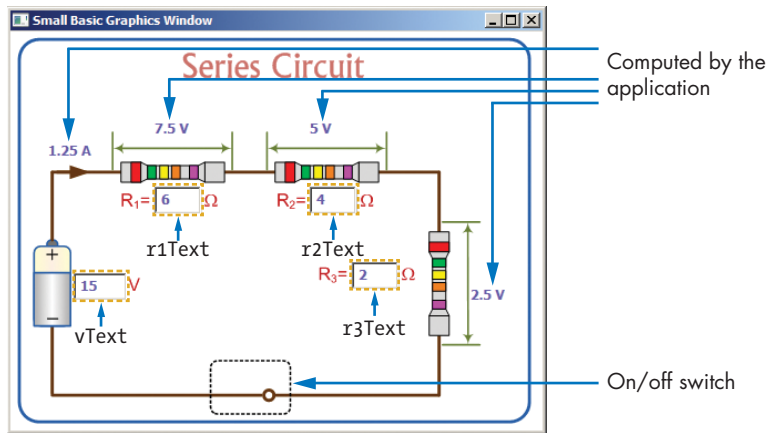 Small Basic Graphics Window
Series Circuit
Computed by the
application
7.5 V
5 V
1.25 A
R1= 6 Ω
R2= 4 Ω
r1Text
r2Text
R3= 2 Ω
+
15 V
2.5 V
−
vText
r3Text
On/off switch